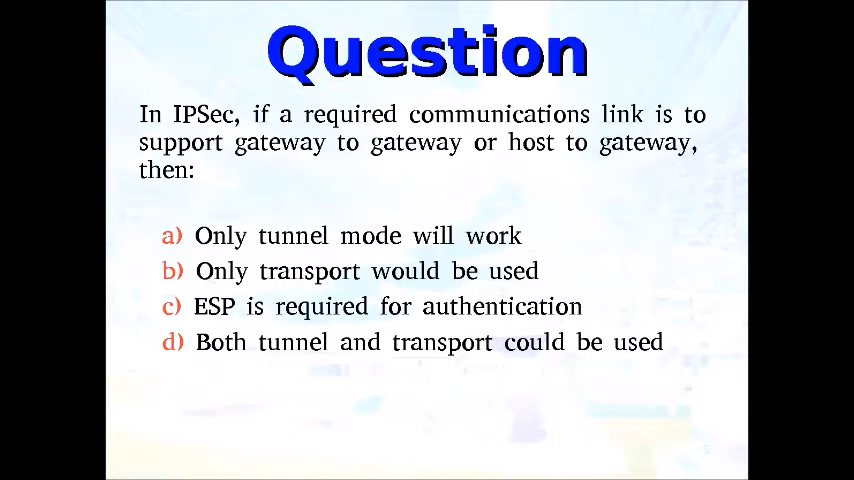 Question
In IPSec, if a required communications link is to
support gateway to gateway or host to gateway,
then:
a) Only tunnel mode will work
b) Only transport would be used
c) ESP is required for authentication
d) Both tunnel and transport could be used
5